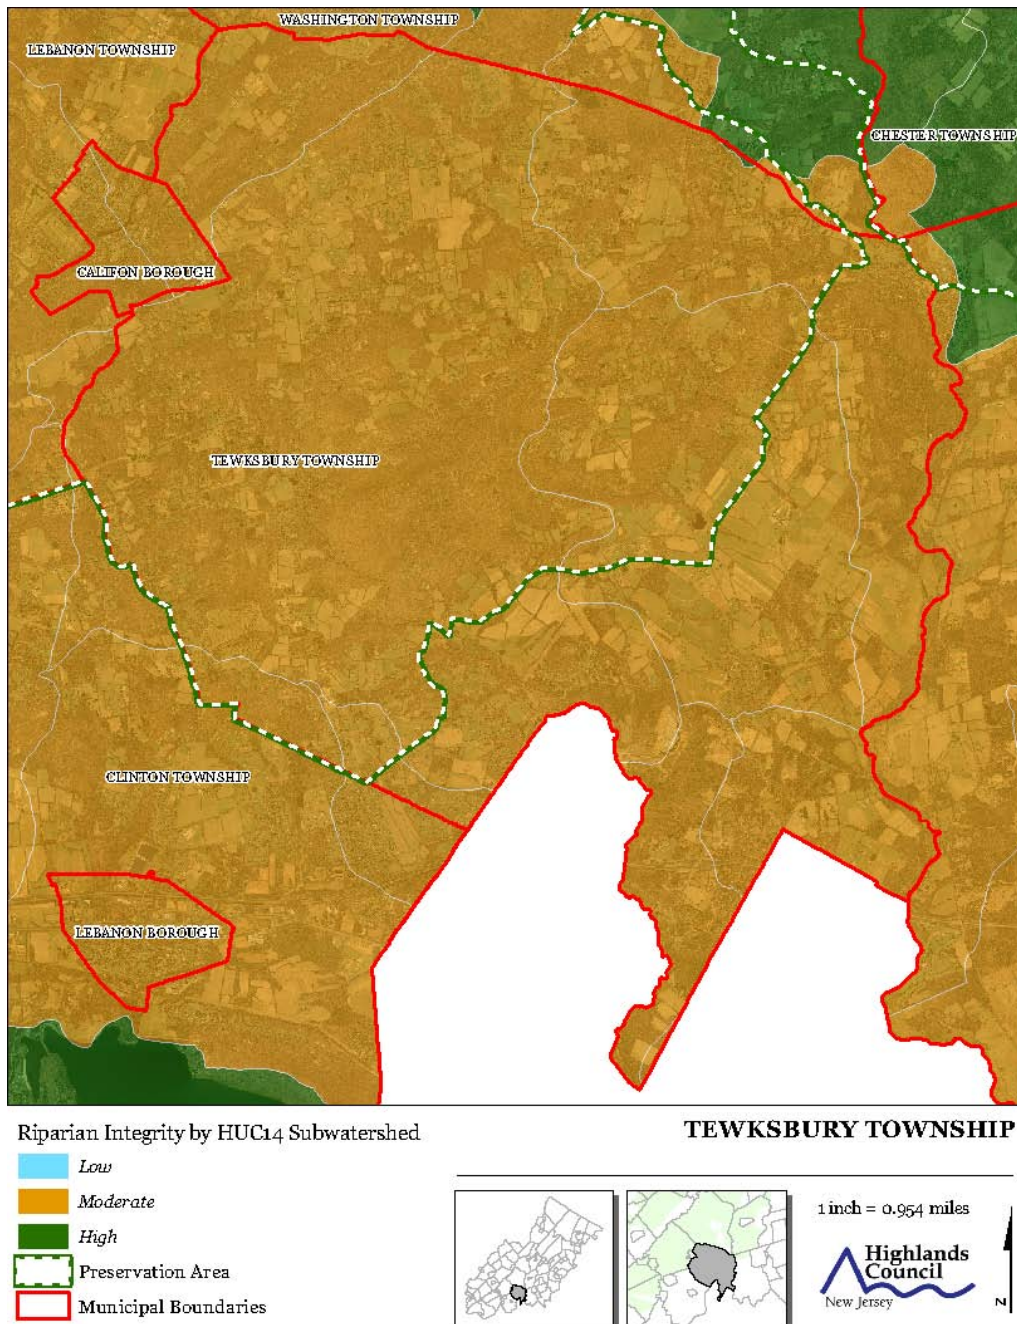 WASHINGTON TOWNSHIP
LEBANON TOWNSHIP
CHESTER TOWNSHIP
CALIFON BOROUGH
TEWKSBURY TOWNSHIP
CLINTON TOWNSHIP
LEBANON BOROUGH
Riparian Integrity by HUC14 Subwatershed
Low
Moderate
High
Preservation Area
Municipal Boundaries
TEWKSBURY TOWNSHIP
1 inch = 0.954 miles
Highlands
Council
New Jersey
N